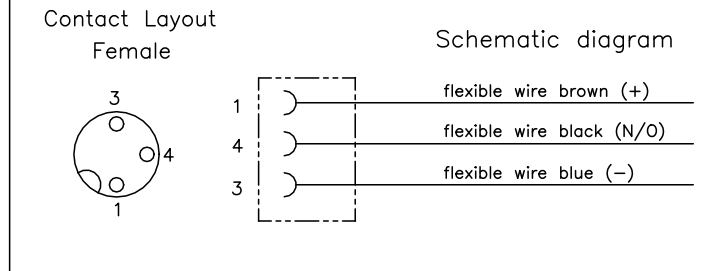 Contact Layout
Female
3
4
1
Schematic diagram
1 flexible wire brown (+)
4 flexible wire black (N/O)
3 flexible wire blue (−)